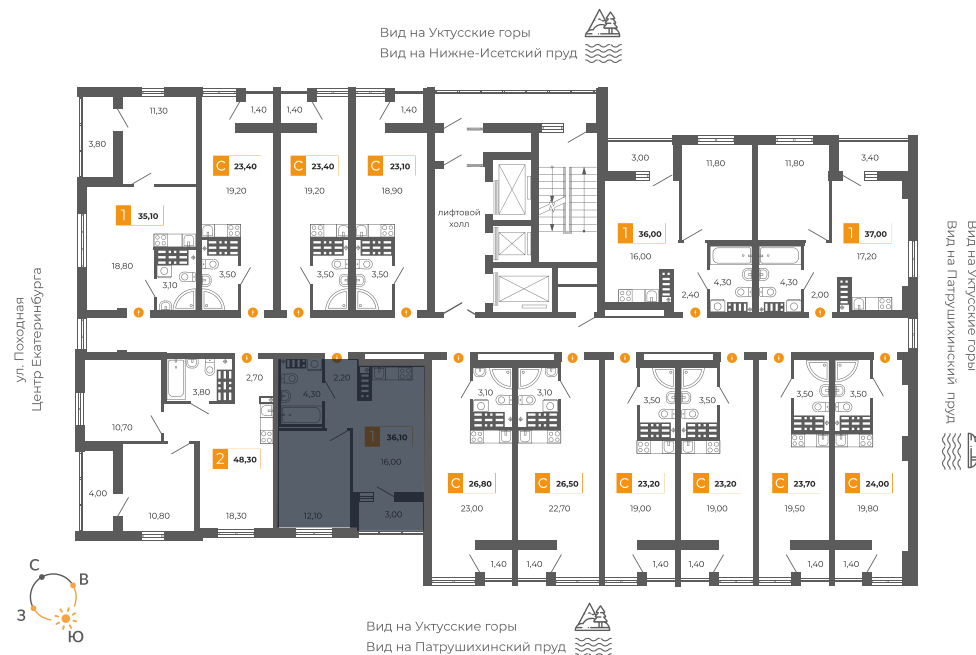 Вид на Уктусские горы
Вид на Нижне-Исетский пруд
11,30
3,80
1,40
1,40
1,40
С 23,40
19,20
С 23,40
19,20
С 23,10
18,90
1 35,10
18,80
3,10
3,50
3,50
3,50
лифтовой
холл
3,00
11,80
11,80
3,40
1 36,00
16,00
1 37,00
17,20
2,40
4,30
4,30
2,00
ул. Походная
Центр Екатеринбурга
Вид на Уктусские горы
Вид на Патрушихинский пруд
3,80
2,70
10,70
2 48,30
4,00
10,80
18,30
2,20
4,30
1 36,10
16,00
12,10
3,00
3,10
3,10
3,50
3,50
3,50
3,50
С 26,80
23,00
С 26,50
22,70
С 23,20
19,00
С 23,20
19,00
С 23,70
19,50
С 24,00
19,80
1,40
1,40
1,40
1,40
1,40
1,40
С
В
З
Ю
Вид на Уктусские горы
Вид на Патрушихинский пруд